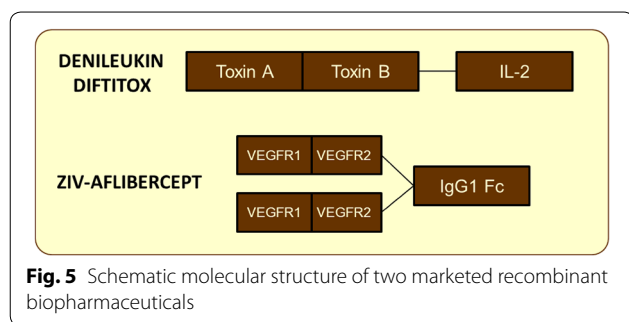 DENILEUKIN
DIFTITOX
Toxin A
Toxin B
IL-2
VEGFR1
VEGFR2
ZIV-AFLIBERCEPT
IgG1 Fc
VEGFR1
VEGFR2
Fig. 5 Schematic molecular structure of two marketed recombinant
biopharmaceuticals